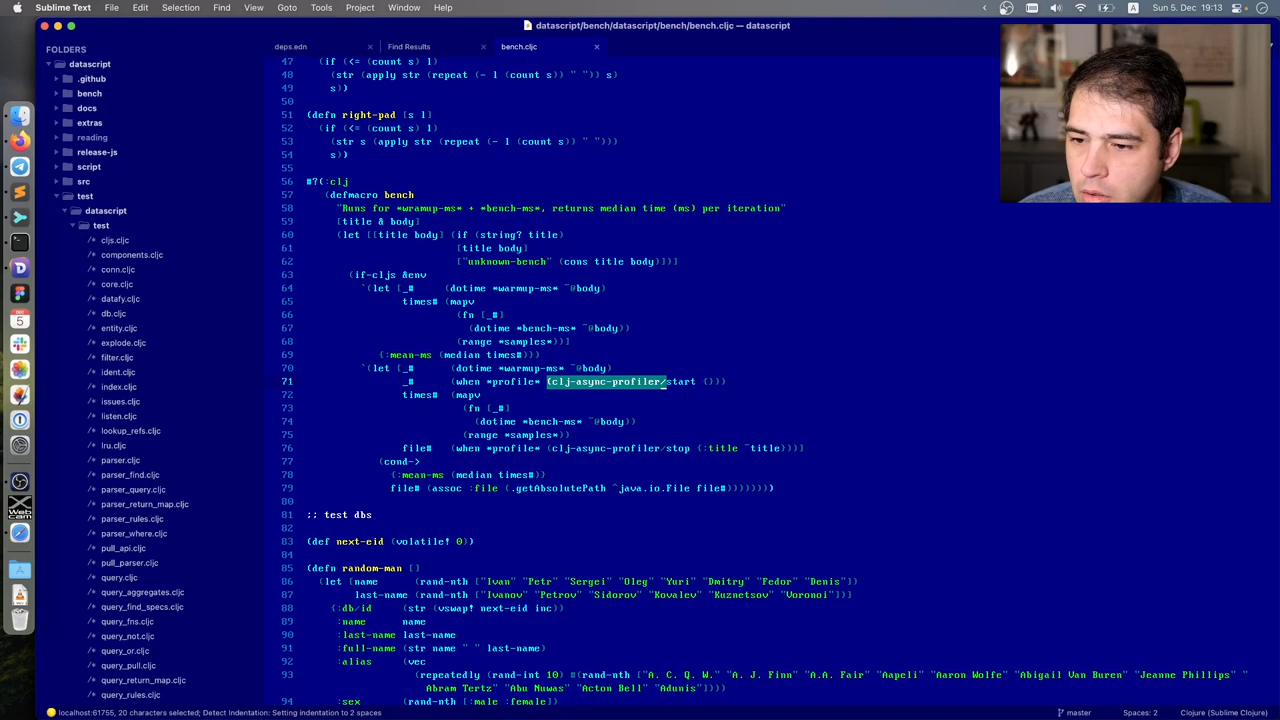 Sublime Text File Edit Selection Find View Goto Tools Project Window Help
A Mon, 5. Dec 19:13
datascript/bench/datascript/bench/bench.cljc — datascript
FOLDERS
datascript
.github
bench
docs
extras
reading
release-js
script
src
test
datascript
test
/* cljs.cljc
/* components.cljc
/* conn.cljc
/* core.cljc
/* datafy.cljc
/* db.cljc
/* entity.cljc
/* explode.cljc
/* filter.cljc
/* ident.cljc
/* index.cljc
/* issues.cljc
/* listen.cljc
/* lookup_refs.cljc
/* lru.cljc
/* parser.cljc
/* parser_find.cljc
/* parser_query.cljc
/* parser_return_map.cljc
/* parser_rules.cljc
/* parser_where.cljc
/* pull_api.cljc
/* pull_parser.cljc
/* query.cljc
/* query_aggregates.cljc
/* query_find_specs.cljc
/* query_fns.cljc
/* query_not.cljc
/* query_or.cljc
/* query_pull.cljc
/* query_return_map.cljc
/* query_rules.cljc
deps.edn × Find Results × bench.cljc ×
47 (if (<= (count s) l)
48 (str (apply str (repeat (- l (count s)) " ")) s)
49 s))
50
51 (defn right-pad [s l]
52 (if (<= (count s) l)
53 (str s (apply str (repeat (- l (count s)) " ")))
54 s))
55
56 #?(:clj
57 (defmacro bench
58 "Runs for *wramup-ms* + *bench-ms*, returns median time (ms) per iteration"
59 [title & body]
60 (let [[title body] (if (string? title)
61 [title body]
62 ["unknown-bench" (cons title body)])]
63 (if-cljs &env
64 `(let [_# (dotime *warmup-ms* ~@body)
65 times# (mapv
66 (fn [_#]
67 (dotime *bench-ms* ~@body))
68 (range *samples*))]
69 {:mean-ms (median times#)})
70 `(let [_# (dotime *warmup-ms* ~@body)
71 _# (when *profile* (clj-async-profiler/start {}))
72 times# (mapv
73 (fn [_#]
74 (dotime *bench-ms* ~@body))
75 (range *samples*))
76 file# (when *profile* (clj-async-profiler/stop {:title ~title}))]
77 (cond->
78 {:mean-ms (median times#)}
79 file# (assoc :file (.getAbsolutePath ^java.io.File file#)))))))
80
81 ;; test dbs
82
83 (def next-eid (volatile! 0))
84
85 (defn random-man []
86 (let [name (rand-nth ["Ivan" "Petr" "Sergei" "Oleg" "Yuri" "Dmitry" "Fedor" "Denis"])
87 last-name (rand-nth ["Ivanov" "Petrov" "Sidorov" "Kovalev" "Kuznetsov" "Voronoi"])]
88 {:db/id (str (vswap! next-eid inc))
89 :name name
90 :last-name last-name
91 :full-name (str name " " last-name)
92 :alias (vec
93 (repeatedly (rand-int 10) #(rand-nth ["A. C. Q. W." "A. J. Finn" "A.A. Fair" "Aapeli" "Aaron Wolfe" "Abigail Van Buren" "Jeanne Phillips" "
Abram Tertz" "Abu Nuwas" "Acton Bell" "Adunis"])))
94 :sex (rand-nth [:male :female])
DEC
5
Web
cam
localhost:61755, 20 characters selected; Detect Indentation: Setting indentation to 2 spaces
master Spaces: 2 Clojure (Sublime Clojure)